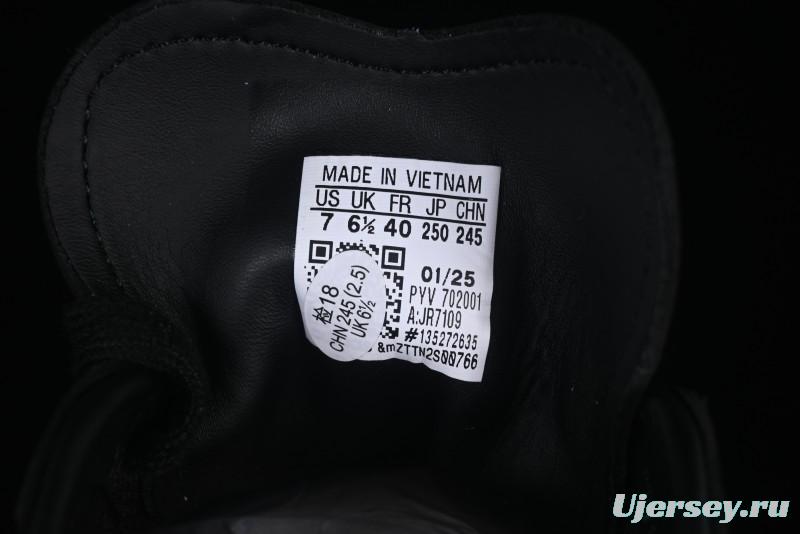 MADE IN VIETNAM
US UK FR JP CHN
7 6½ 40 250 245
01/25
PYV 702001
A:JR7109
#135272635
&mZTTN2S00766
检18
CHN 245 (2.5)
UK 6½
Ujersey.ru